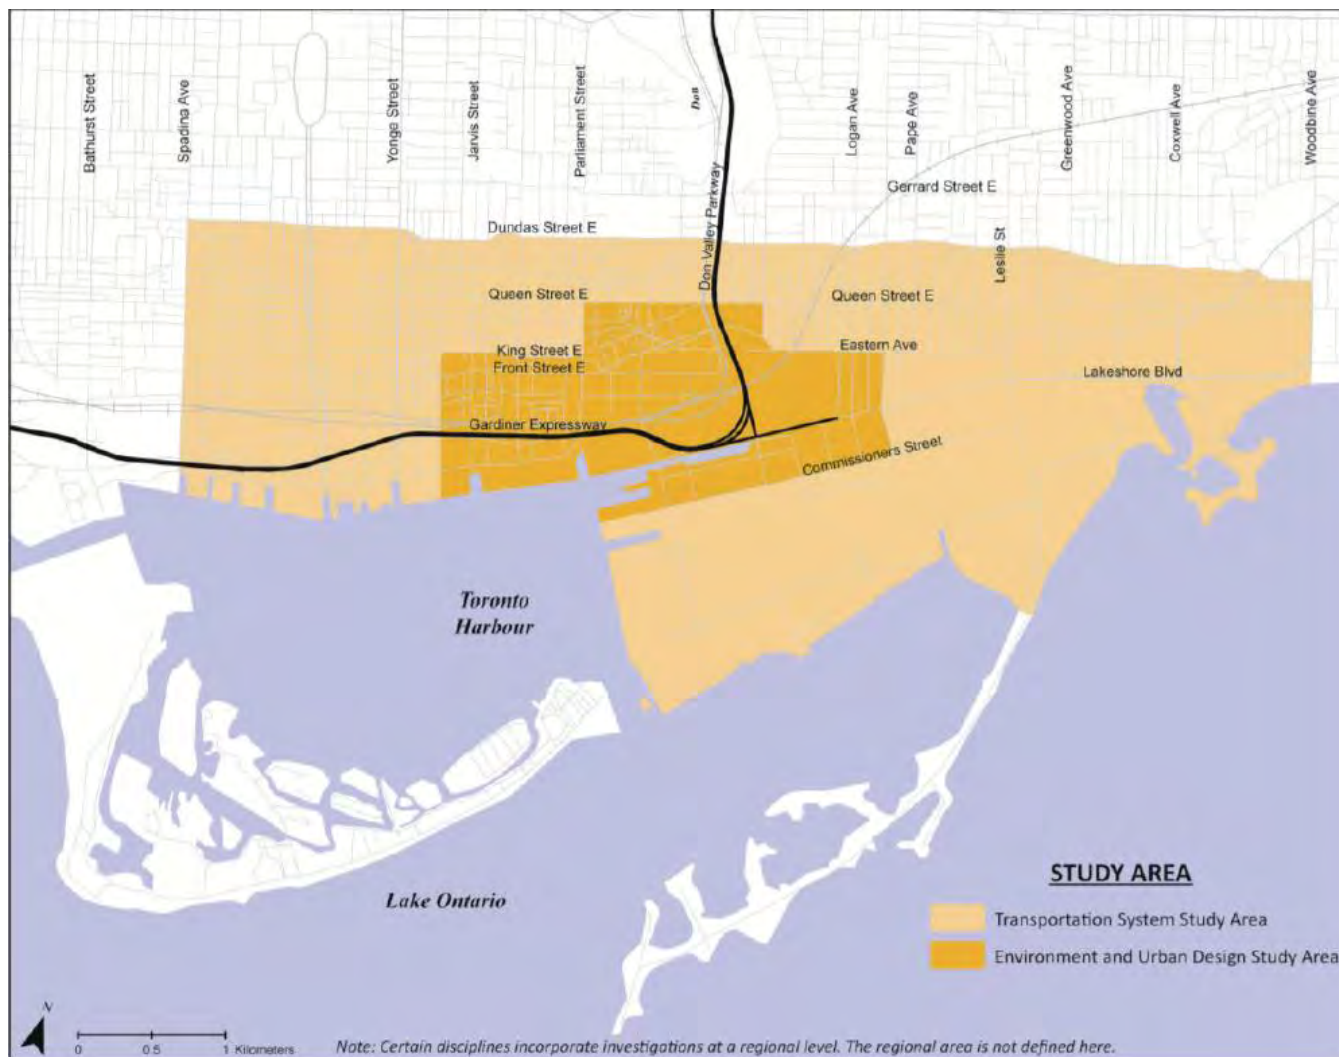 Bathurst Street
Spadina Ave
Yonge Street
Jarvis Street
Parliament Street
Don
Don Valley Parkway
Logan Ave
Pape Ave
Greenwood Ave
Coxwell Ave
Woodbine Ave
Gerrard Street E
Dundas Street E
Leslie St
Queen Street E
Queen Street E
King Street E
Eastern Ave
Front Street E
Lakeshore Blvd
Gardiner Expressway
Commissioners Street
Toronto
Harbour
Lake Ontario
STUDY AREA
Transportation System Study Area
Environment and Urban Design Study Area
N
0 0.5 1 Kilometers
Note: Certain disciplines incorporate investigations at a regional level. The regional area is not defined here.